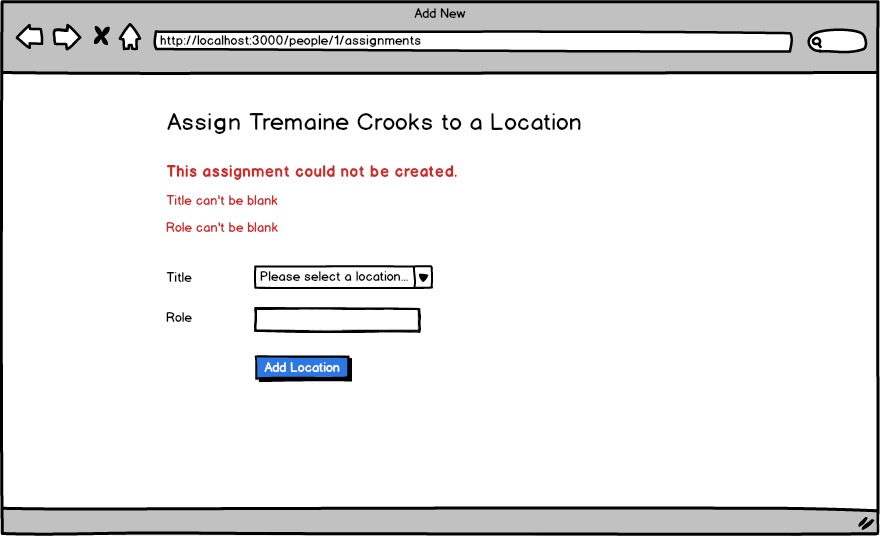 Add New
http://localhost:3000/people/1/assignments
Assign Tremaine Crooks to a Location
This assignment could not be created.
Title can't be blank
Role can't be blank
Title
Please select a location...
Role
Add Location